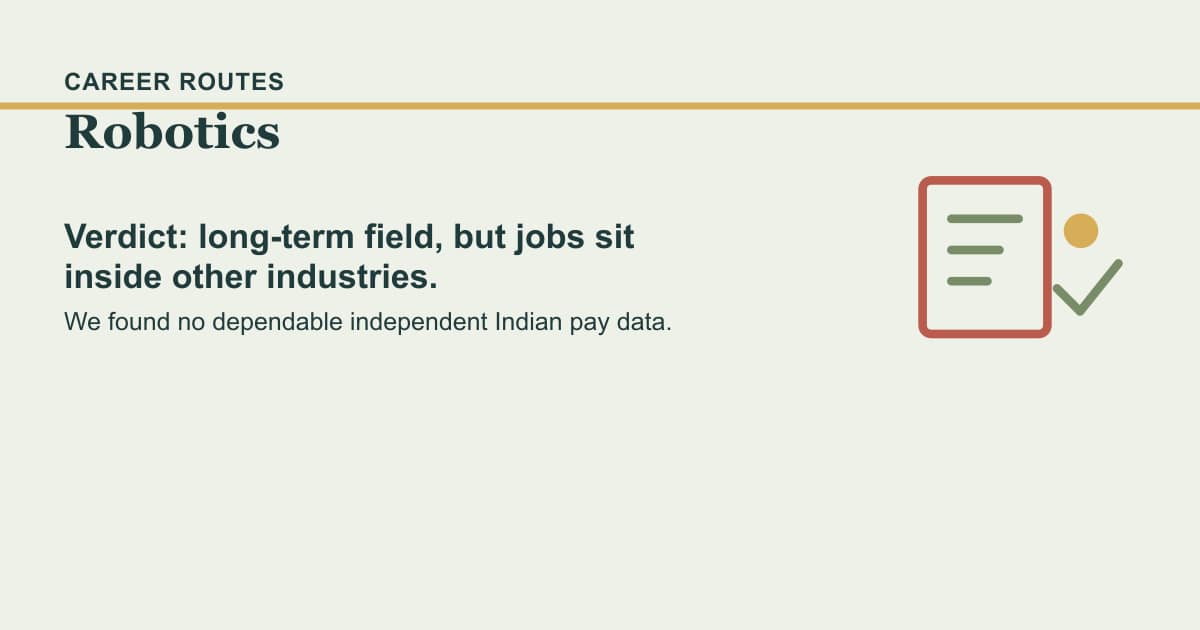 CAREER ROUTES
Robotics
Verdict: long-term field, but jobs sit
inside other industries.
We found no dependable independent Indian pay data.